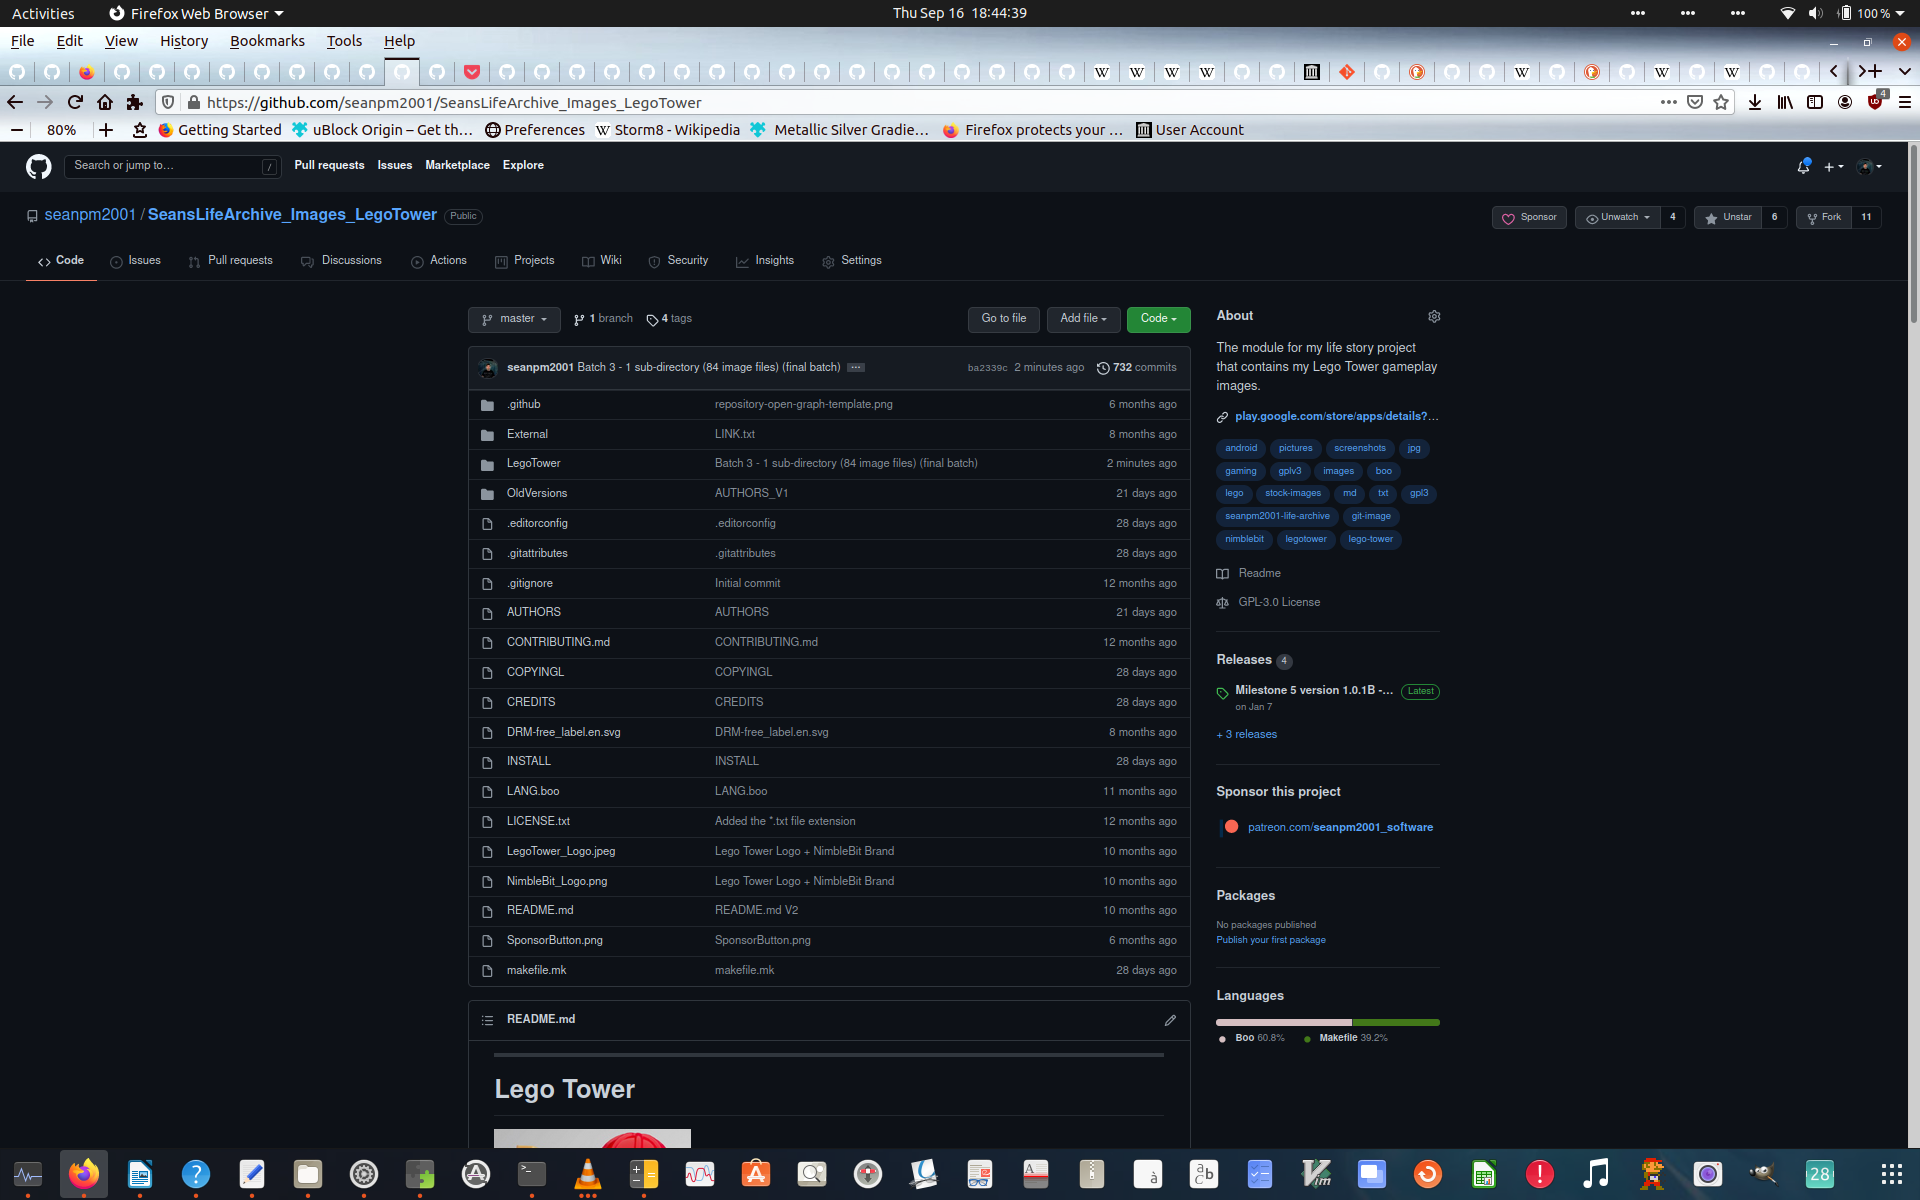 Activities Firefox Web Browser Thu Sep 16 18:44:39 100 %
File Edit View History Bookmarks Tools Help
https://github.com/seanpm2001/SeansLifeArchive_Images_LegoTower 4
80% Getting Started uBlock Origin – Get th… Preferences Storm8 - Wikipedia Metallic Silver Gradie… Firefox protects your … User Account
Search or jump to… / Pull requests Issues Marketplace Explore
seanpm2001 / SeansLifeArchive_Images_LegoTower Public Sponsor Unwatch 4 Unstar 6 Fork 11
Code Issues Pull requests Discussions Actions Projects Wiki Security Insights Settings
master 1 branch 4 tags Go to file Add file Code
seanpm2001 Batch 3 - 1 sub-directory (84 image files) (final batch) ba2339c 2 minutes ago 732 commits
.github repository-open-graph-template.png 6 months ago
External LINK.txt 8 months ago
LegoTower Batch 3 - 1 sub-directory (84 image files) (final batch) 2 minutes ago
OldVersions AUTHORS_V1 21 days ago
.editorconfig .editorconfig 28 days ago
.gitattributes .gitattributes 28 days ago
.gitignore Initial commit 12 months ago
AUTHORS AUTHORS 21 days ago
CONTRIBUTING.md CONTRIBUTING.md 12 months ago
COPYINGL COPYINGL 28 days ago
CREDITS CREDITS 28 days ago
DRM-free_label.en.svg DRM-free_label.en.svg 8 months ago
INSTALL INSTALL 28 days ago
LANG.boo LANG.boo 11 months ago
LICENSE.txt Added the *.txt file extension 12 months ago
LegoTower_Logo.jpeg Lego Tower Logo + NimbleBit Brand 10 months ago
NimbleBit_Logo.png Lego Tower Logo + NimbleBit Brand 10 months ago
README.md README.md V2 10 months ago
SponsorButton.png SponsorButton.png 6 months ago
makefile.mk makefile.mk 28 days ago
README.md
Lego Tower
About
The module for my life story project
that contains my Lego Tower gameplay
images.
play.google.com/store/apps/details?…
android pictures screenshots jpg
gaming gplv3 images boo
lego stock-images md txt gpl3
seanpm2001-life-archive git-image
nimblebit legotower lego-tower
Readme
GPL-3.0 License
Releases 4
Milestone 5 version 1.0.1B -… Latest
on Jan 7
+ 3 releases
Sponsor this project
patreon.com/seanpm2001_software
Packages
No packages published
Publish your first package
Languages
Boo 60.8% Makefile 39.2%
28